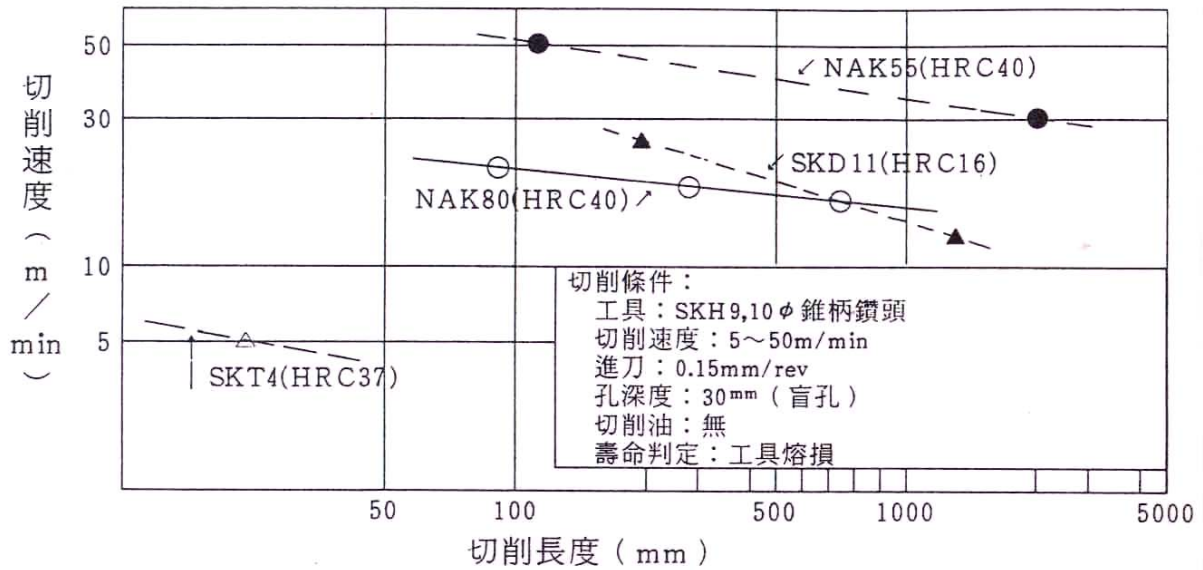 切削速度(m/min)
50
30
10
5
NAK55(HRC40)
SKD11(HRC16)
NAK80(HRC40)
SKT4(HRC37)
切削條件:
工具:SKH9,10φ錐柄鑽頭
切削速度:5~50m/min
進刀:0.15mm/rev
孔深度:30mm(盲孔)
切削油:無
壽命判定:工具熔損
50 100 500 1000 5000
切削長度(mm)